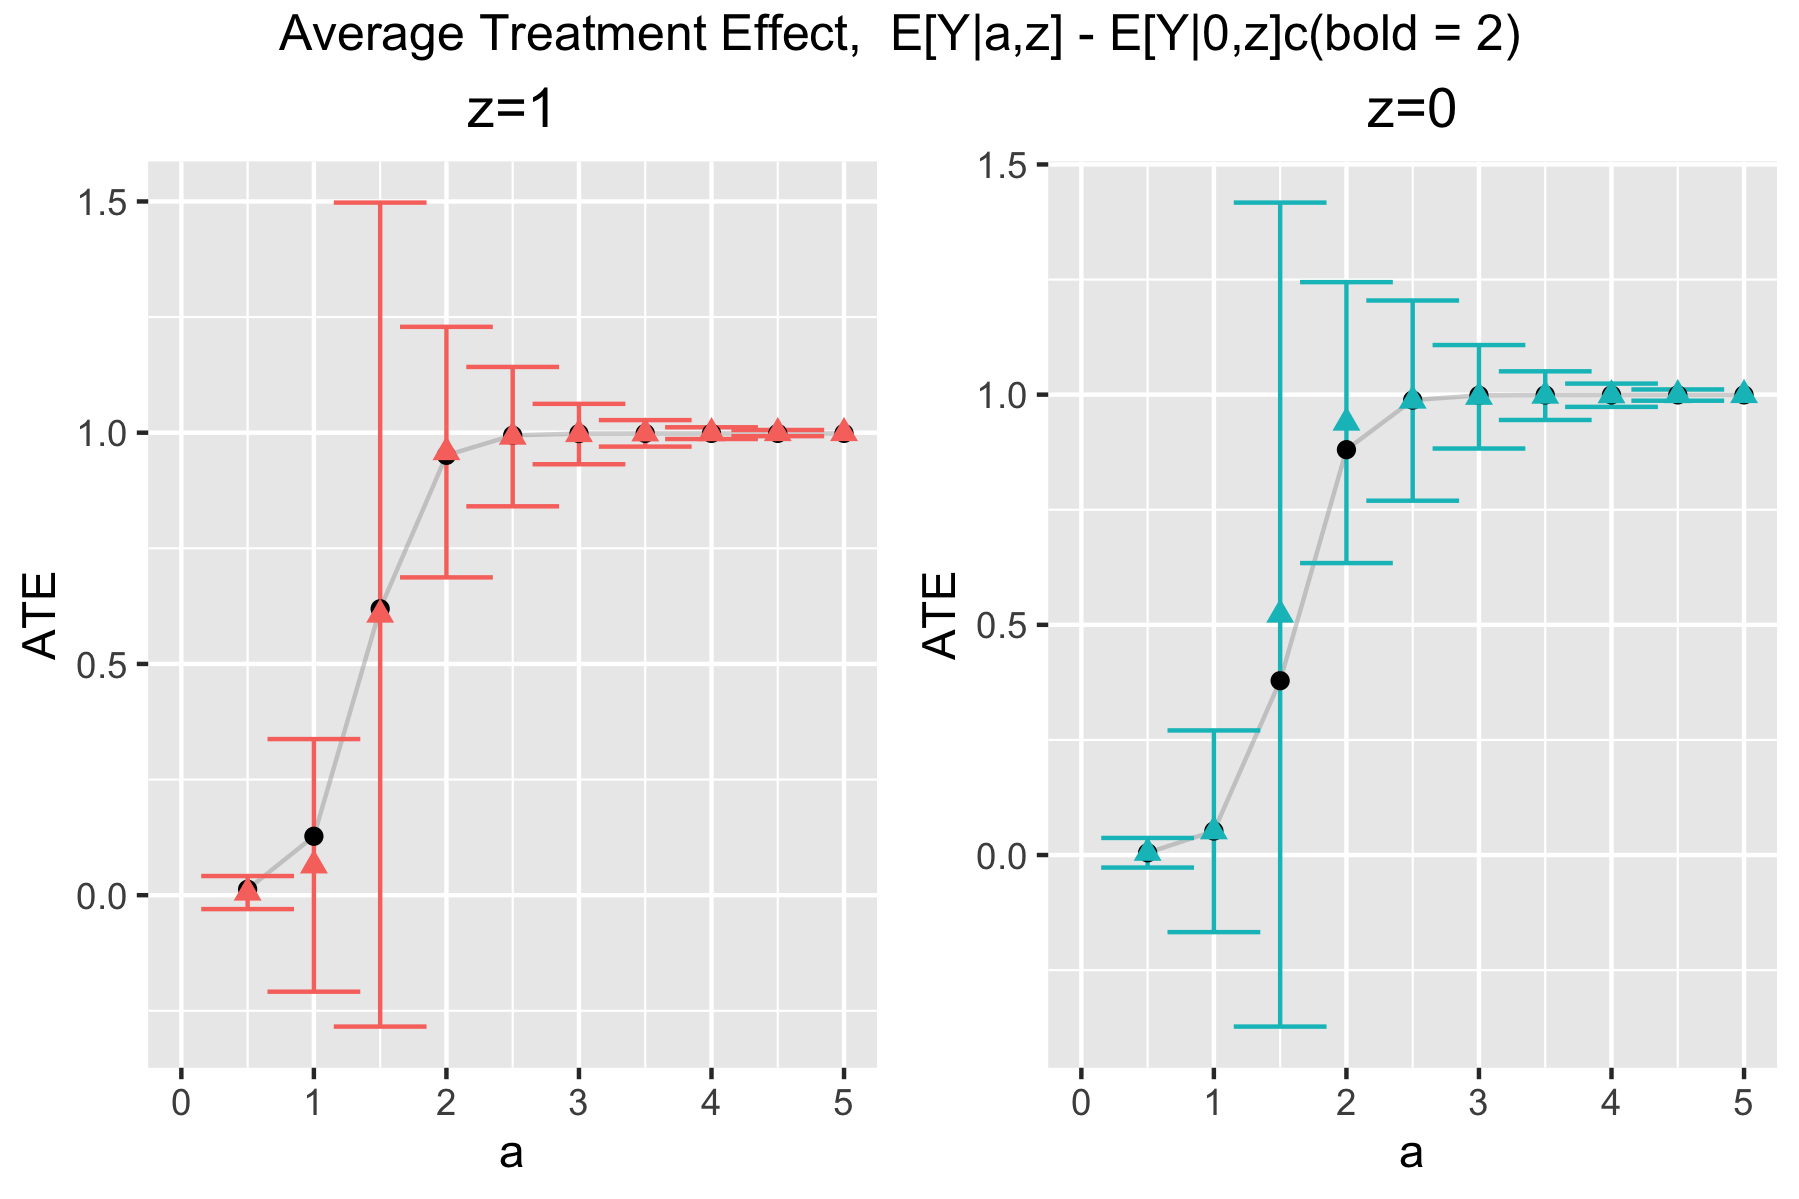 Average Treatment Effect,  E[Y|a,z] - E[Y|0,z]c(bold = 2)
z=1
z=0
1.5
1.0
0.5
0.0
ATE
0 1 2 3 4 5
a
1.5
1.0
0.5
0.0
ATE
0 1 2 3 4 5
a